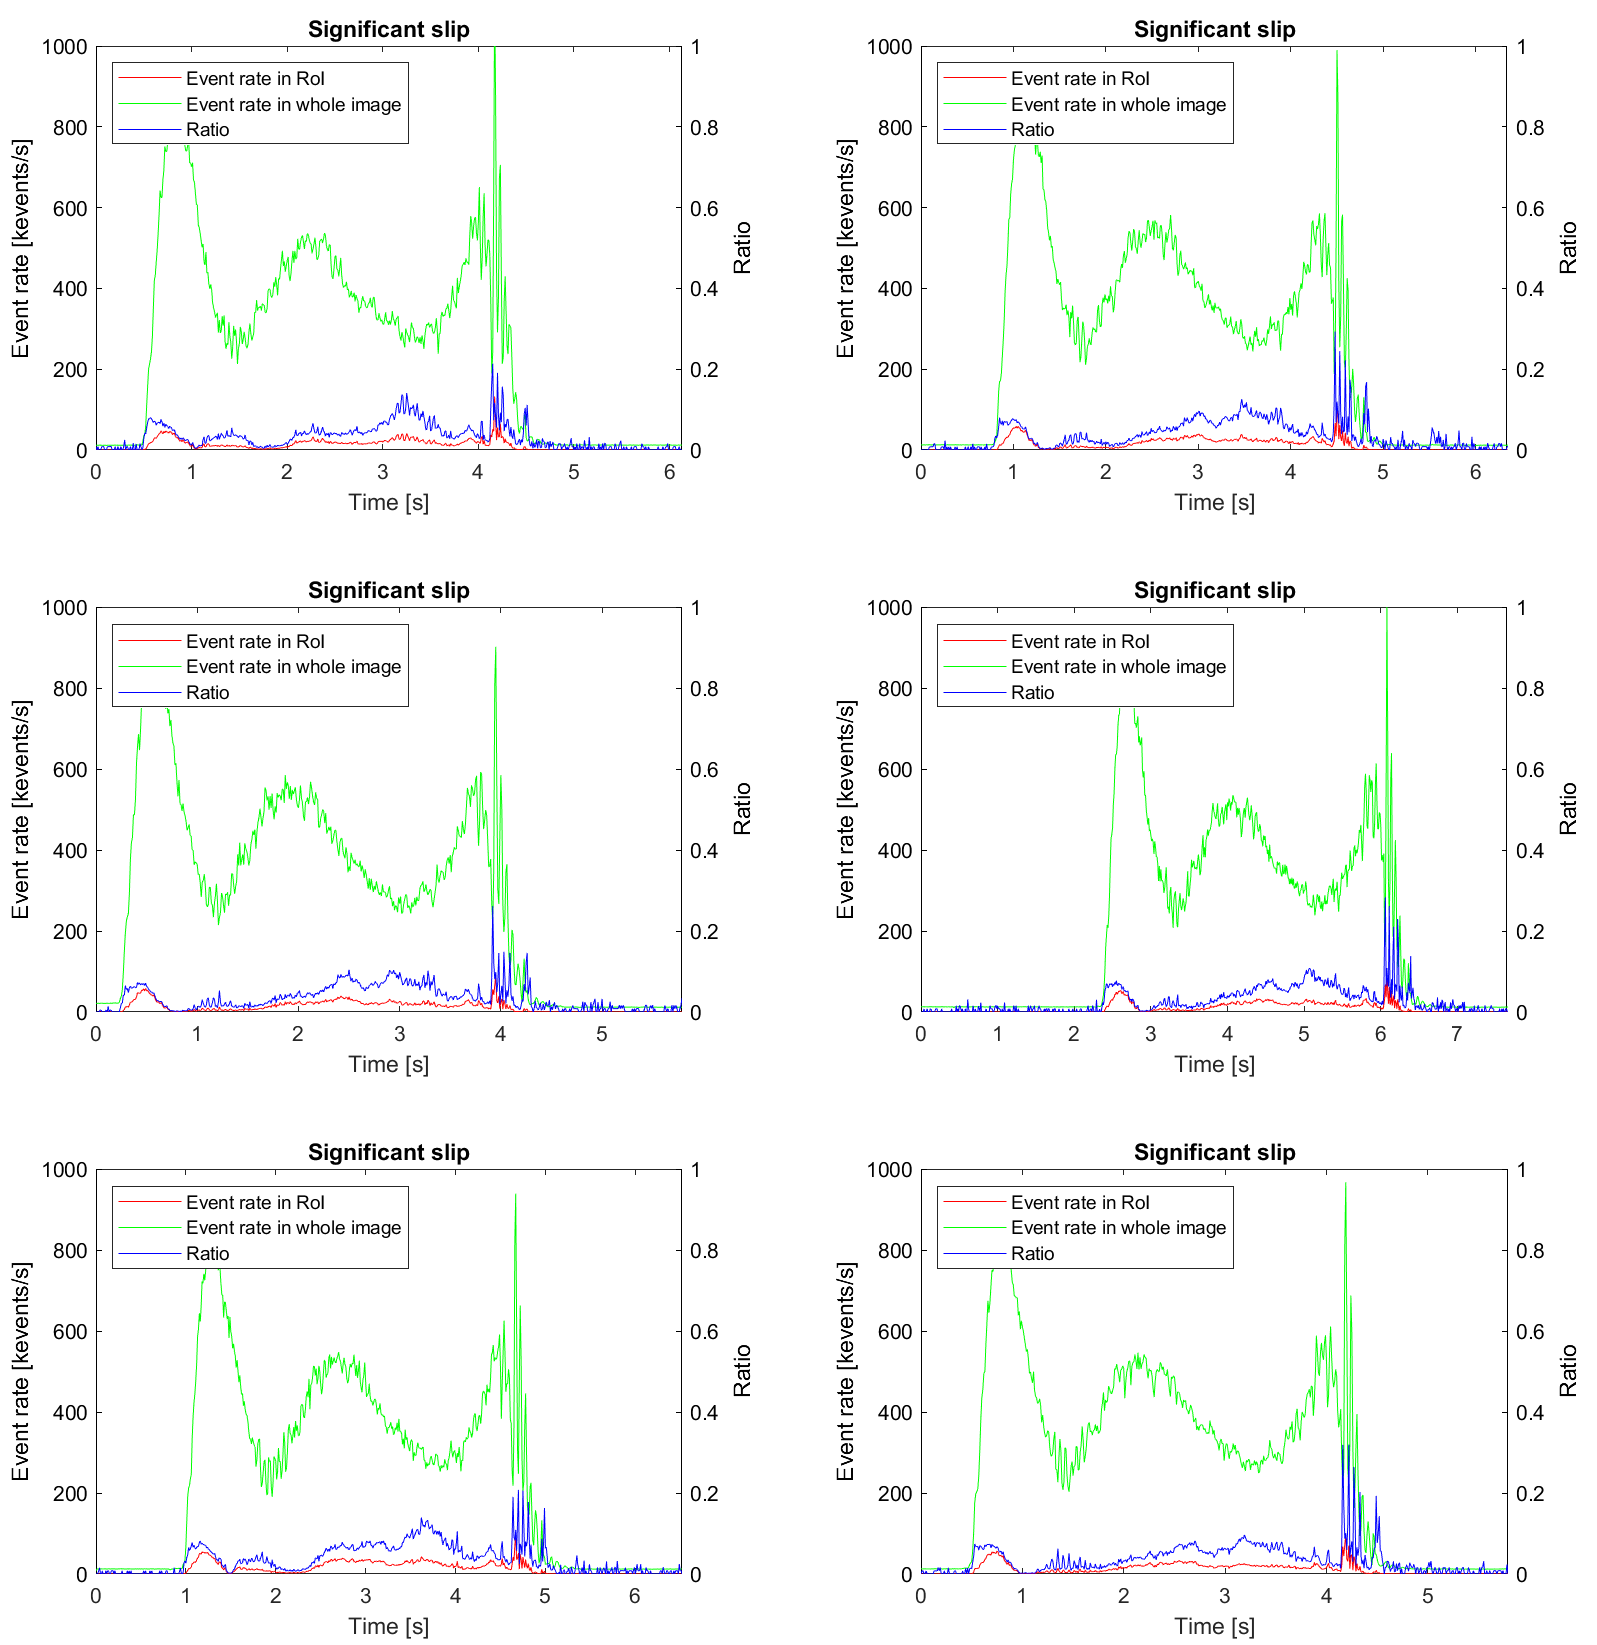 Significant slip
1000
800
600
400
200
0
Event rate [kevents/s]
Event rate in RoI
Event rate in whole image
Ratio
1
0.8
0.6
0.4
0.2
0
Ratio
0 1 2 3 4 5 6
Time [s]
Significant slip
1000
800
600
400
200
0
Event rate [kevents/s]
Event rate in RoI
Event rate in whole image
Ratio
1
0.8
0.6
0.4
0.2
0
Ratio
0 1 2 3 4 5 6
Time [s]
Significant slip
1000
800
600
400
200
0
Event rate [kevents/s]
Event rate in RoI
Event rate in whole image
Ratio
1
0.8
0.6
0.4
0.2
0
Ratio
0 1 2 3 4 5
Time [s]
Significant slip
1000
800
600
400
200
0
Event rate [kevents/s]
Event rate in RoI
Event rate in whole image
Ratio
1
0.8
0.6
0.4
0.2
0
Ratio
0 1 2 3 4 5 6 7
Time [s]
Significant slip
1000
800
600
400
200
0
Event rate [kevents/s]
Event rate in RoI
Event rate in whole image
Ratio
1
0.8
0.6
0.4
0.2
0
Ratio
0 1 2 3 4 5 6
Time [s]
Significant slip
1000
800
600
400
200
0
Event rate [kevents/s]
Event rate in RoI
Event rate in whole image
Ratio
1
0.8
0.6
0.4
0.2
0
Ratio
0 1 2 3 4 5
Time [s]